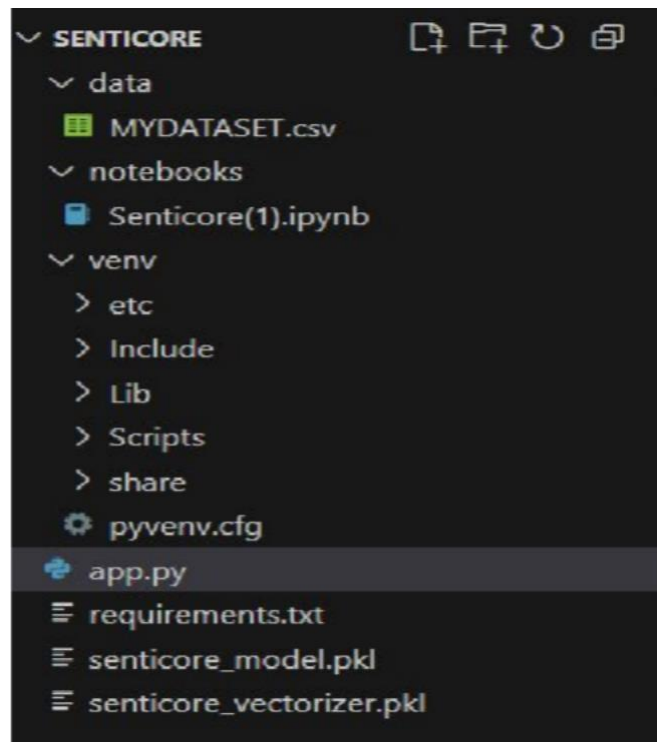 SENTICORE
data
MYDATASET.csv
notebooks
Senticore(1).ipynb
venv
etc
Include
Lib
Scripts
share
pyvenv.cfg
app.py
requirements.txt
senticore_model.pkl
senticore_vectorizer.pkl